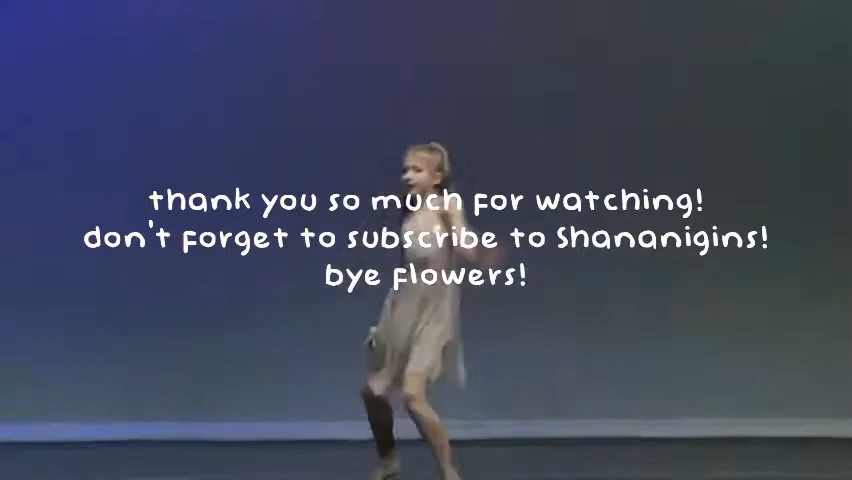 thank you so much for watching!
don't forget to subscribe to Shananigins!
bye flowers!